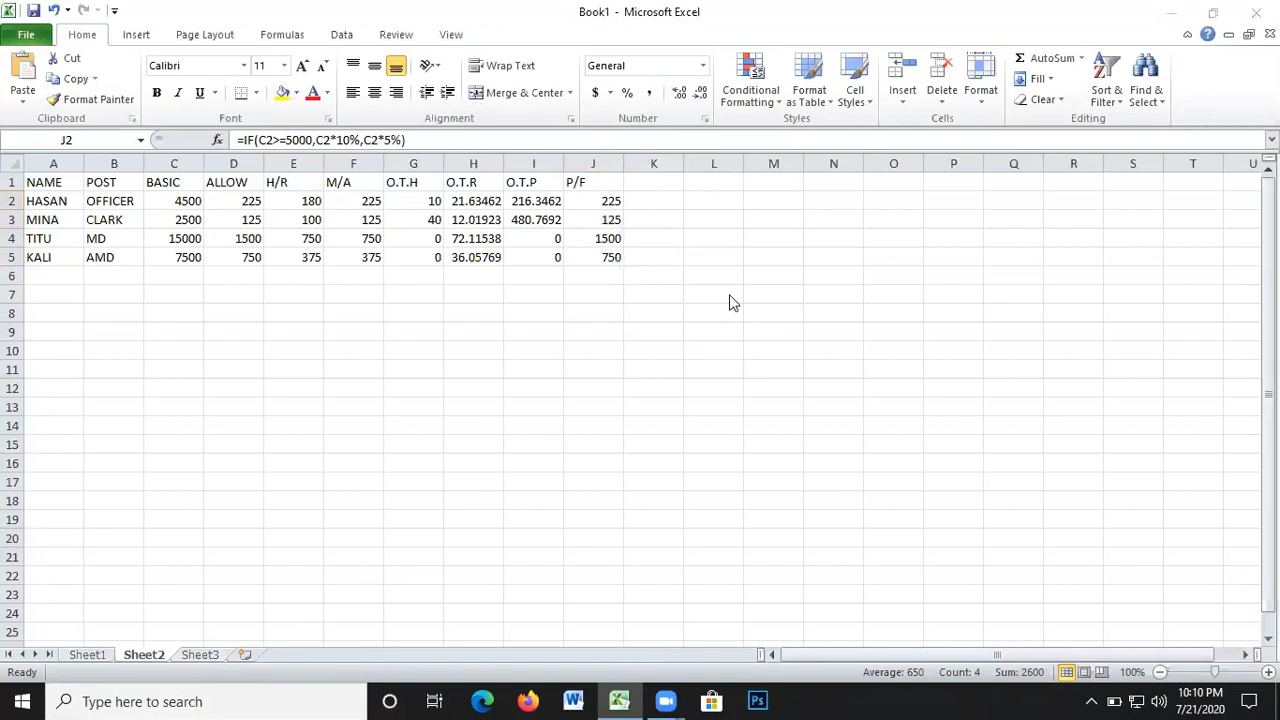 Book1 - Microsoft Excel
File Home Insert Page Layout Formulas Data Review View
Paste
Cut
Copy
Format Painter
Clipboard
Calibri 11
B I U
Font
Wrap Text
Merge & Center
Alignment
General
$ % ,
Number
Conditional Formatting
Format as Table
Cell Styles
Styles
Insert
Delete
Format
Cells
Σ AutoSum
Fill
Clear
Sort & Filter
Find & Select
Editing
J2 fx =IF(C2>=5000,C2*10%,C2*5%)
A B C D E F G H I J K L M N O P Q R S T U
1 NAME POST BASIC ALLOW H/R M/A O.T.H O.T.R O.T.P P/F
2 HASAN OFFICER 4500 225 180 225 10 21.63462 216.3462 225
3 MINA CLARK 2500 125 100 125 40 12.01923 480.7692 125
4 TITU MD 15000 1500 750 750 0 72.11538 0 1500
5 KALI AMD 7500 750 375 375 0 36.05769 0 750
6
7
8
9
10
11
12
13
14
15
16
17
18
19
20
21
22
23
24
25
Sheet1 Sheet2 Sheet3
Ready Average: 650 Count: 4 Sum: 2600 100%
Type here to search
10:10 PM
7/21/2020